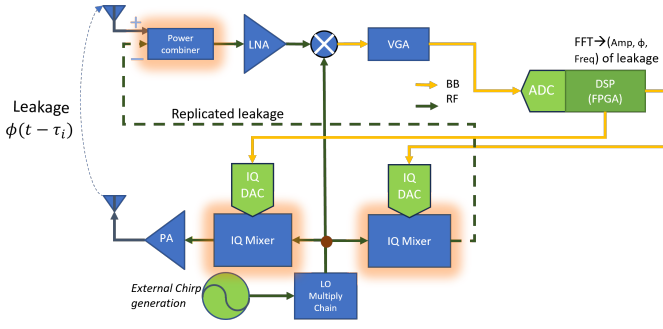 +
Power
combiner
−
LNA
VGA
FFT→(Amp, ϕ,
Freq) of leakage
BB
RF
ADC
DSP
(FPGA)
Leakage
ϕ(t − τᵢ)
Replicated leakage
IQ
DAC
IQ
DAC
PA
IQ Mixer
IQ Mixer
External Chirp
generation
LO
Multiply
Chain